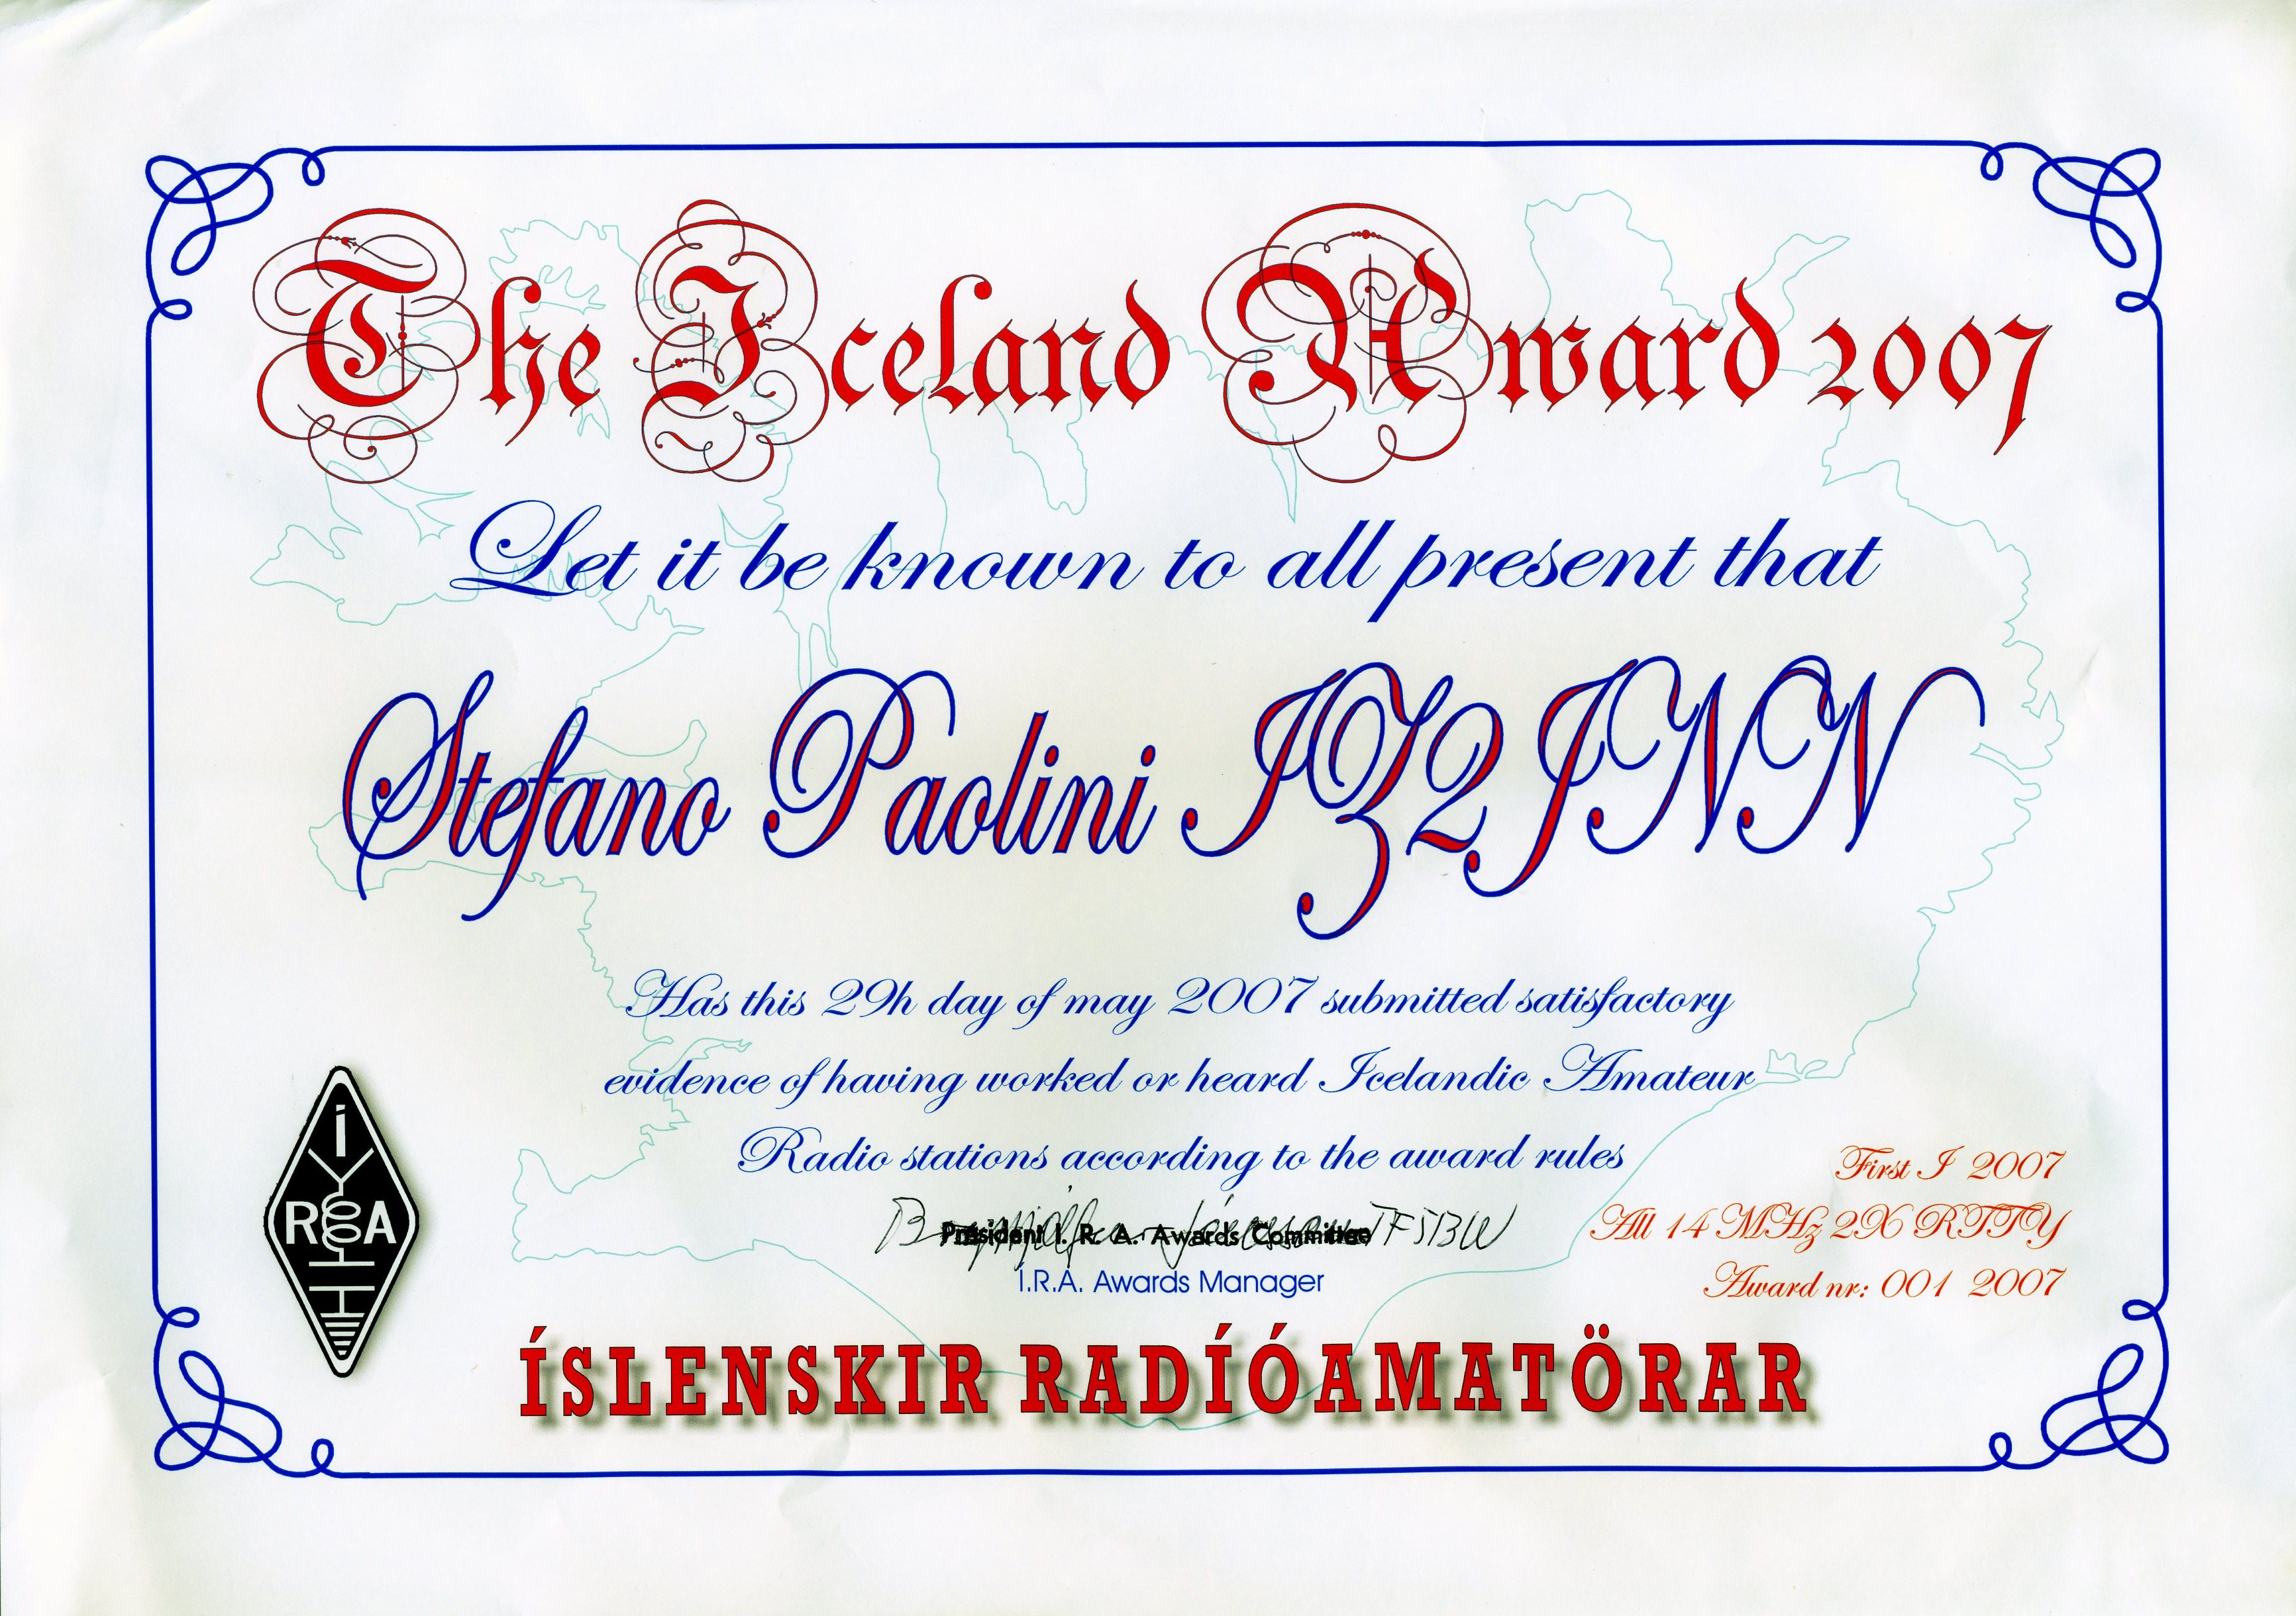 The Iceland Award 2007
Let it be known to all present that
Stefano Paolini IZ2JNN
Has this 29h day of may 2007 submitted satisfactory
evidence of having worked or heard Icelandic Amateur
Radio stations according to the award rules
President I. R. A. Awards Committee
TF5BW
I.R.A. Awards Manager
First I 2007
All 14 MHz 2X RTTY
Award nr: 001 2007
Í
R A
ÍSLENSKIR RADÍÓAMATÖRAR